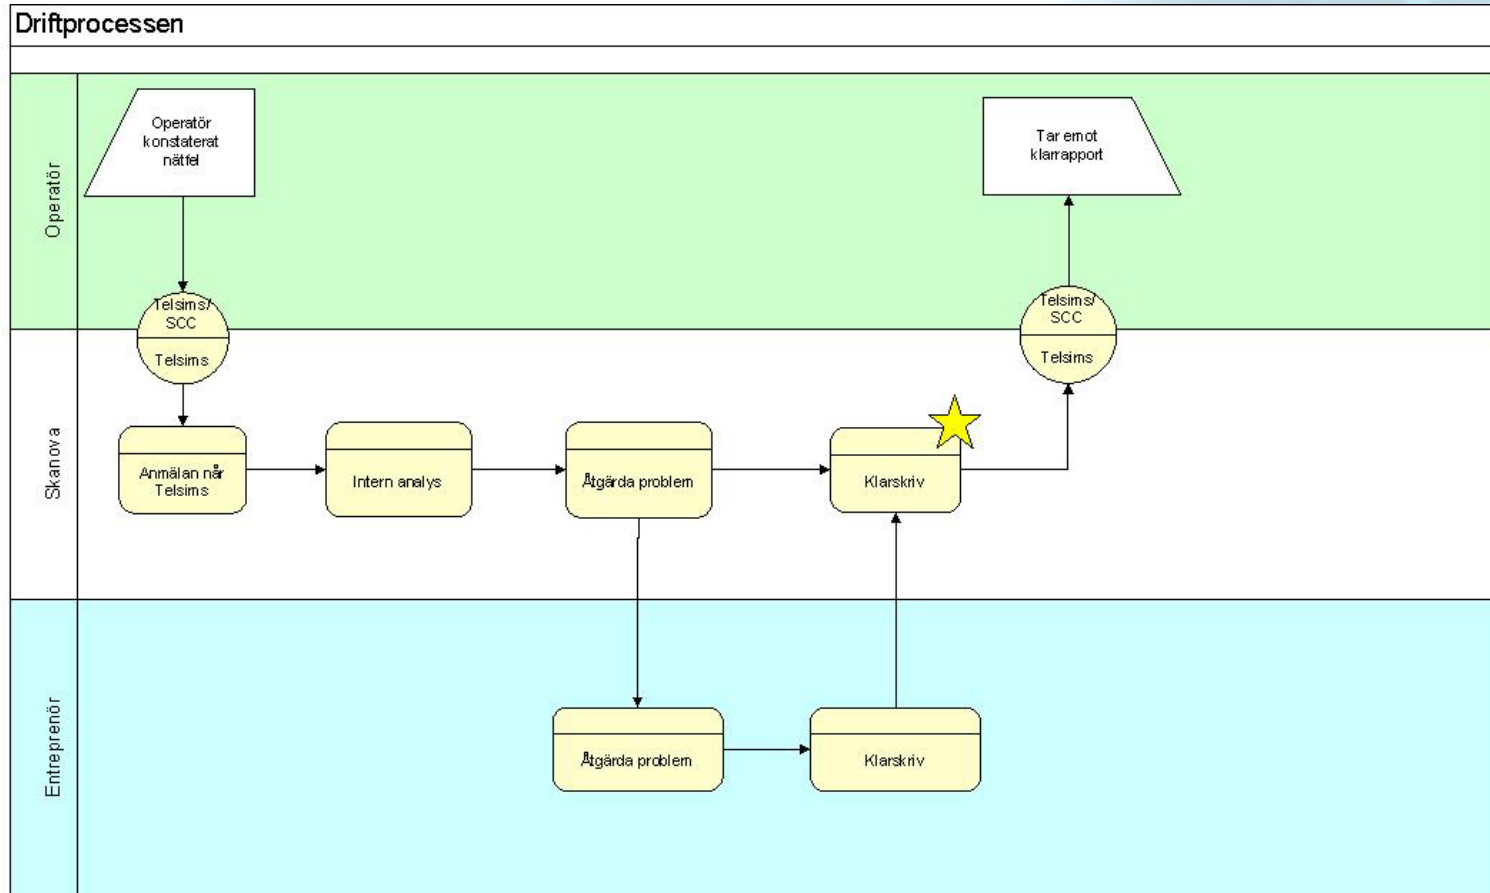 Driftprocessen
Operatör
Operatör
konstaterat
nätfel
Tar emot
klarrapport
Telsims/
SCC
Telsims
Telsims/
SCC
Telsims
Skanova
Anmälan når
Telsims
Intern analys
Åtgärda problem
Klarskriv
Entreprenör
Åtgärda problem
Klarskriv